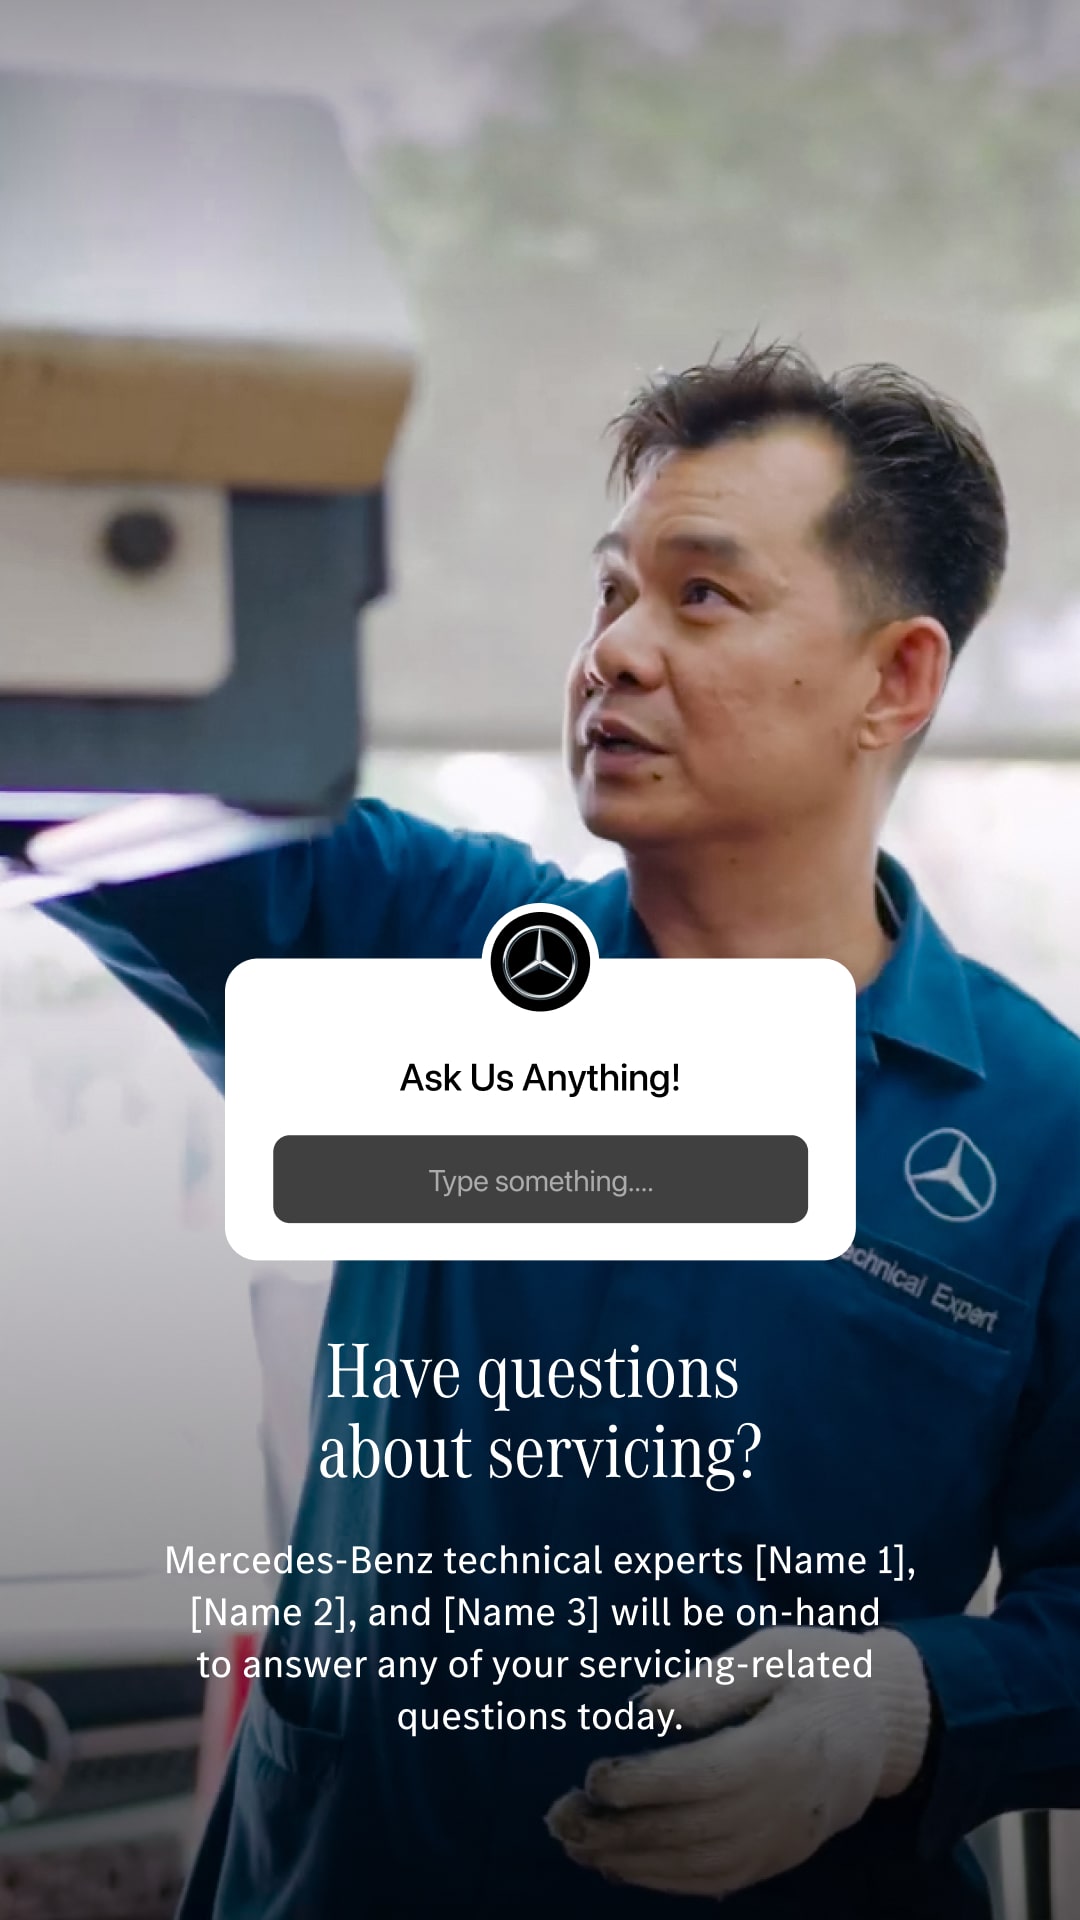 Ask Us Anything!
Type something....
Expert
Have questions
about servicing?
Mercedes-Benz technical experts [Name 1],
[Name 2], and [Name 3] will be on-hand
to answer any of your servicing-related
questions today.